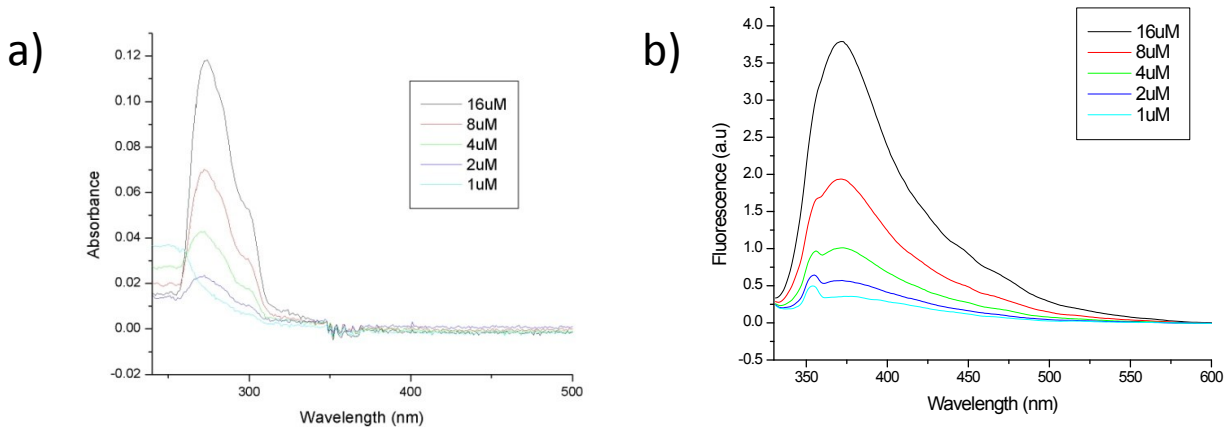 a)
0.12
0.10
0.08
0.06
0.04
0.02
0.00
-0.02
Absorbance
300
400
500
Wavelength (nm)
16uM
8uM
4uM
2uM
1uM
b)
4.0
3.5
3.0
2.5
2.0
1.5
1.0
0.5
0.0
-0.5
Fluorescence (a.u)
350
400
450
500
550
600
Wavelength (nm)
16uM
8uM
4uM
2uM
1uM